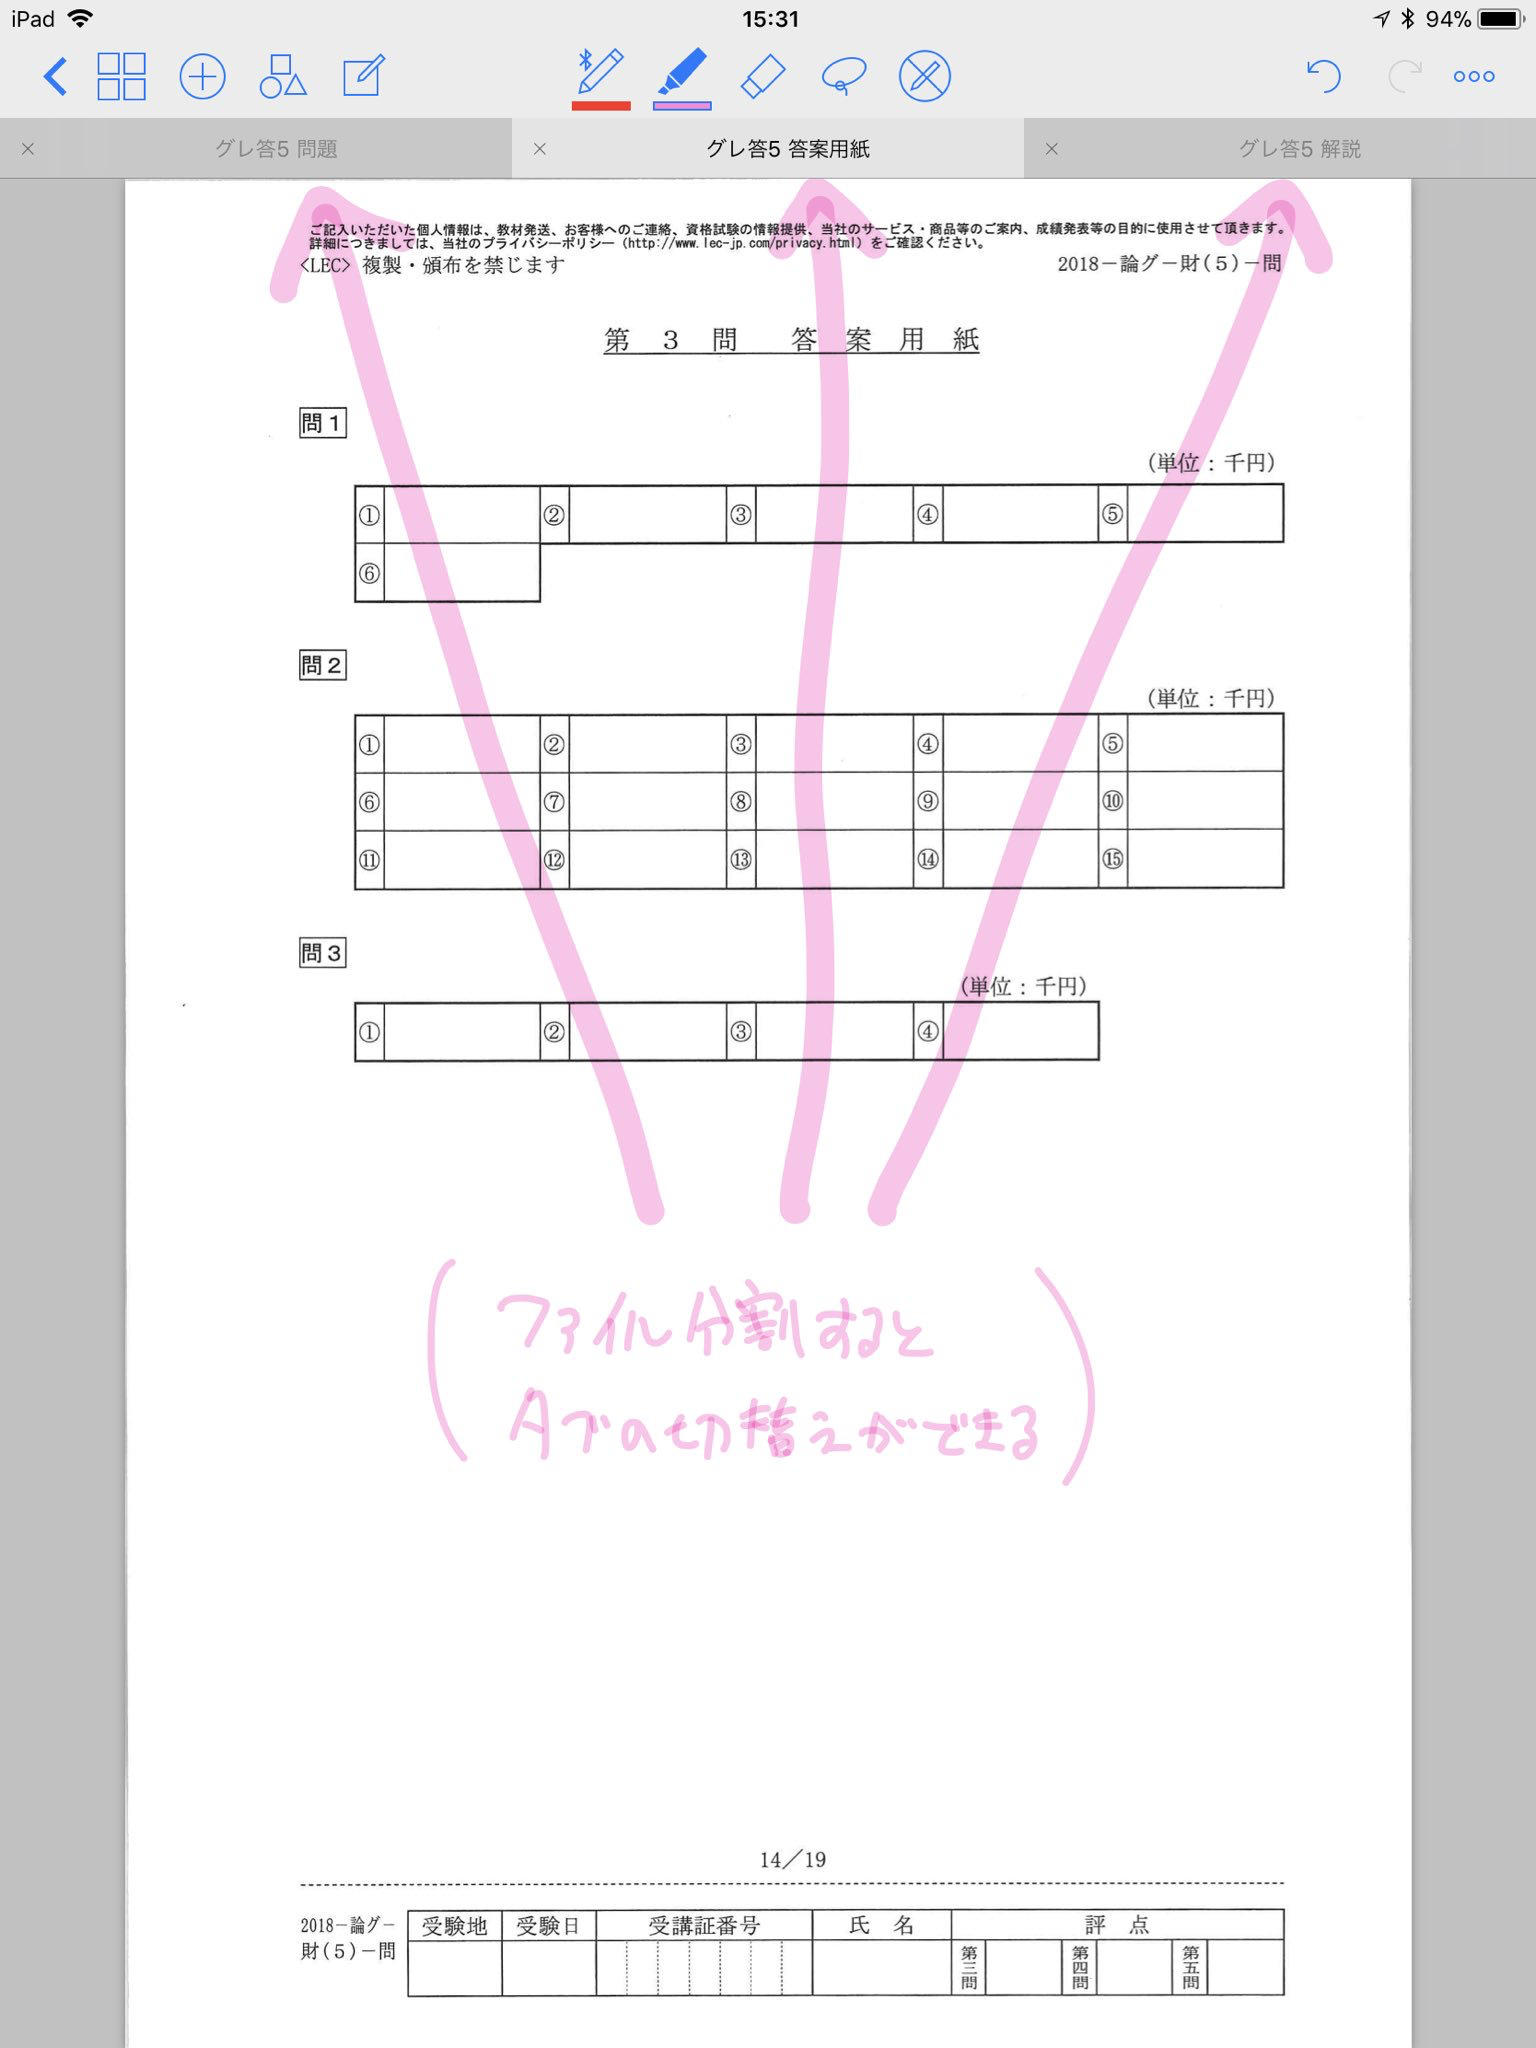 iPad 15:31 94%
× グレ答5 問題 × グレ答5 答案用紙 × グレ答5 解説
ご記入いただいた個人情報は、教材発送、お客様へのご連絡、資格試験の情報提供、当社のサービス・商品等のご案内、成績発表等の目的に使用させて頂きます。
詳細につきましては、当社のプライバシーポリシー（http://www.lec-jp.com/privacy.html）をご確認ください。
<LEC> 複製・頒布を禁じます 2018－論グ－財(5)－問
第 3 問 答 案 用 紙
問1
(単位：千円)
① ② ③ ④ ⑤
⑥
問2
(単位：千円)
① ② ③ ④ ⑤
⑥ ⑦ ⑧ ⑨ ⑩
⑪ ⑫ ⑬ ⑭ ⑮
問3
(単位：千円)
① ② ③ ④
(ファイル分割すると
タブの切替えができる)
14／19
2018－論グ－
財(5)－問
受験地 受験日 受講証番号 氏 名 評 点
第三問 第四問 第五問